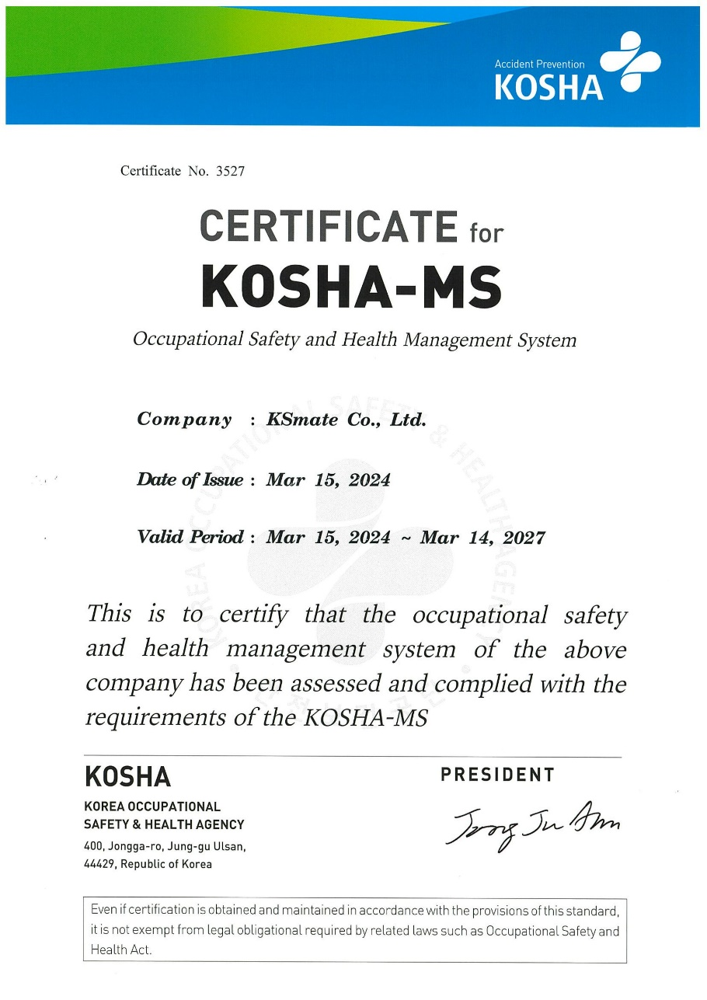 Accident Prevention
KOSHA
Certificate No. 3527
CERTIFICATE for
KOSHA-MS
Occupational Safety and Health Management System
Company : KSmate Co., Ltd.
Date of Issue : Mar 15, 2024
Valid Period : Mar 15, 2024 ~ Mar 14, 2027
KOREA OCCUPATIONAL SAFETY & HEALTH AGENCY
This is to certify that the occupational safety
and health management system of the above
company has been assessed and complied with the
requirements of the KOSHA-MS
KOSHA
KOREA OCCUPATIONAL
SAFETY & HEALTH AGENCY
400, Jongga-ro, Jung-gu Ulsan,
44429, Republic of Korea
PRESIDENT
Jong Ju Ahn
Even if certification is obtained and maintained in accordance with the provisions of this standard,
it is not exempt from legal obligational required by related laws such as Occupational Safety and
Health Act.